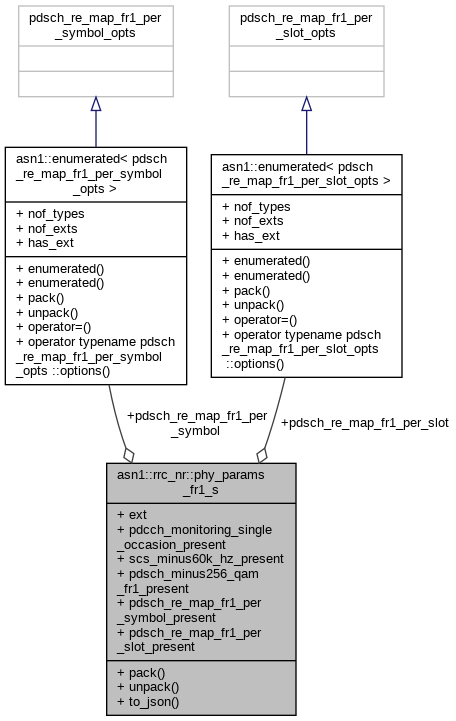 pdsch_re_map_fr1_per
_symbol_opts
pdsch_re_map_fr1_per
_slot_opts
asn1::enumerated< pdsch
_re_map_fr1_per_symbol
_opts >
+ nof_types
+ nof_exts
+ has_ext
+ enumerated()
+ enumerated()
+ pack()
+ unpack()
+ operator=()
+ operator typename pdsch
_re_map_fr1_per_symbol
_opts ::options()
asn1::enumerated< pdsch
_re_map_fr1_per_slot_opts >
+ nof_types
+ nof_exts
+ has_ext
+ enumerated()
+ enumerated()
+ pack()
+ unpack()
+ operator=()
+ operator typename pdsch
_re_map_fr1_per_slot_opts
::options()
+pdsch_re_map_fr1_per
_symbol
+pdsch_re_map_fr1_per_slot
asn1::rrc_nr::phy_params
_fr1_s
+ ext
+ pdcch_monitoring_single
_occasion_present
+ scs_minus60k_hz_present
+ pdsch_minus256_qam
_fr1_present
+ pdsch_re_map_fr1_per
_symbol_present
+ pdsch_re_map_fr1_per
_slot_present
+ pack()
+ unpack()
+ to_json()